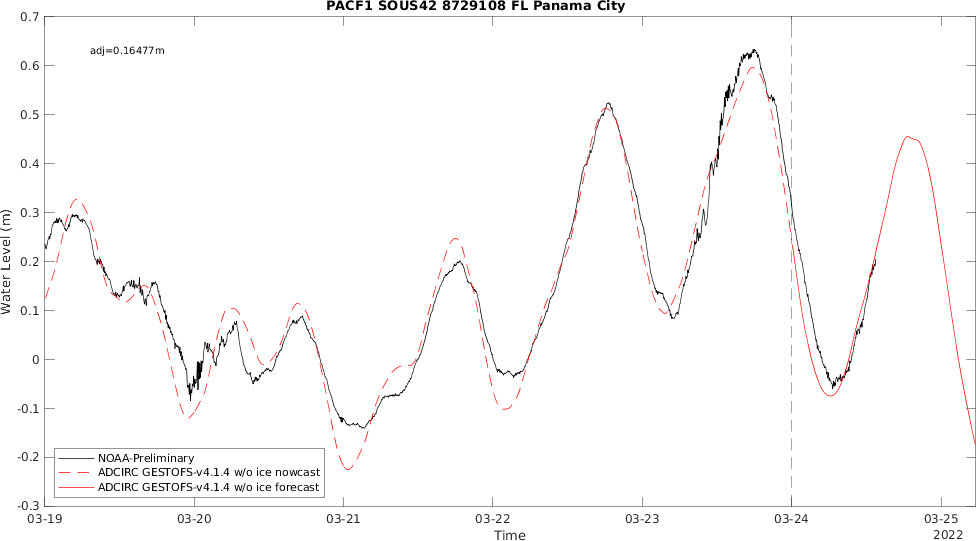 PACF1 SOUS42 8729108 FL Panama City
adj=0.16477m
Water Level (m)
0.7
0.6
0.5
0.4
0.3
0.2
0.1
0
-0.1
-0.2
-0.3
NOAA-Preliminary
ADCIRC GESTOFS-v4.1.4 w/o ice nowcast
ADCIRC GESTOFS-v4.1.4 w/o ice forecast
03-19 03-20 03-21 03-22 03-23 03-24 03-25
Time
2022